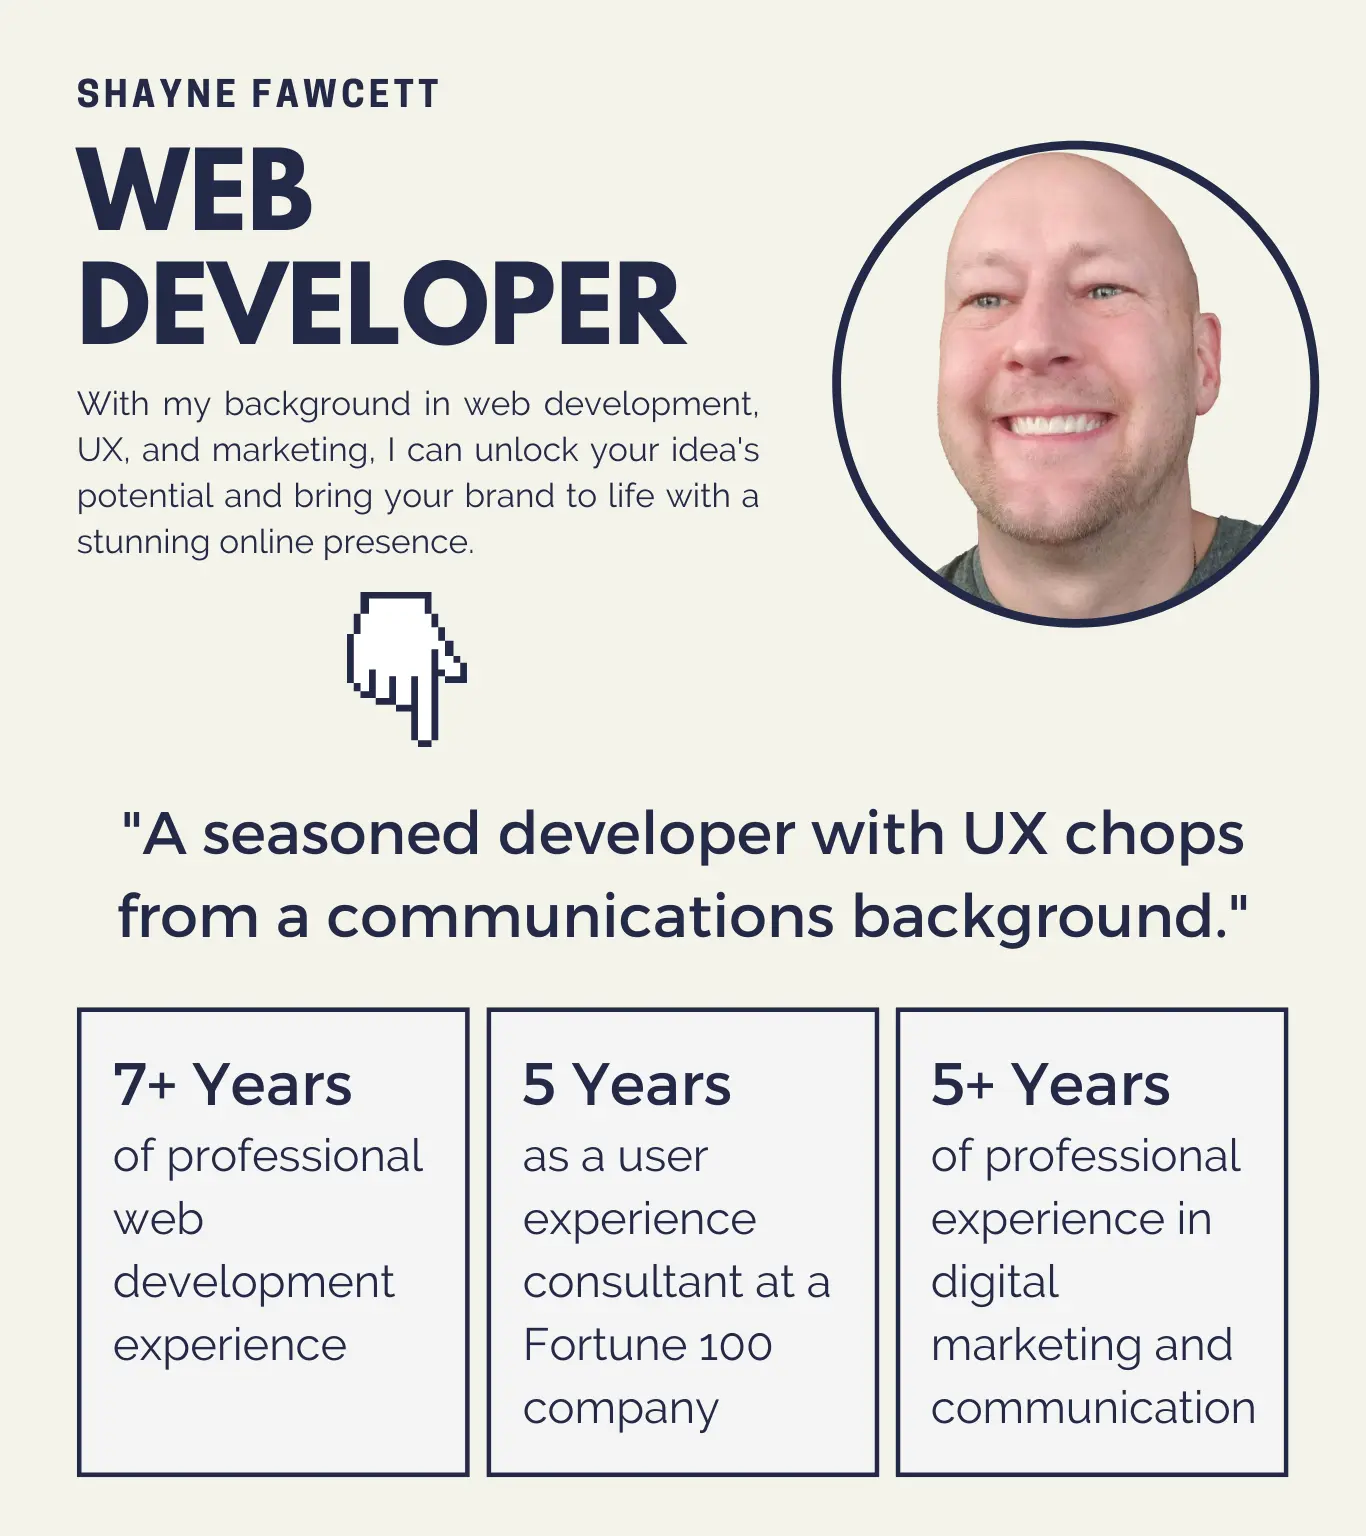 SHAYNE FAWCETT
WEB
DEVELOPER
With my background in web development,
UX, and marketing, I can unlock your idea's
potential and bring your brand to life with a
stunning online presence.
"A seasoned developer with UX chops
from a communications background."
7+ Years
of professional
web
development
experience
5 Years
as a user
experience
consultant at a
Fortune 100
company
5+ Years
of professional
experience in
digital
marketing and
communication